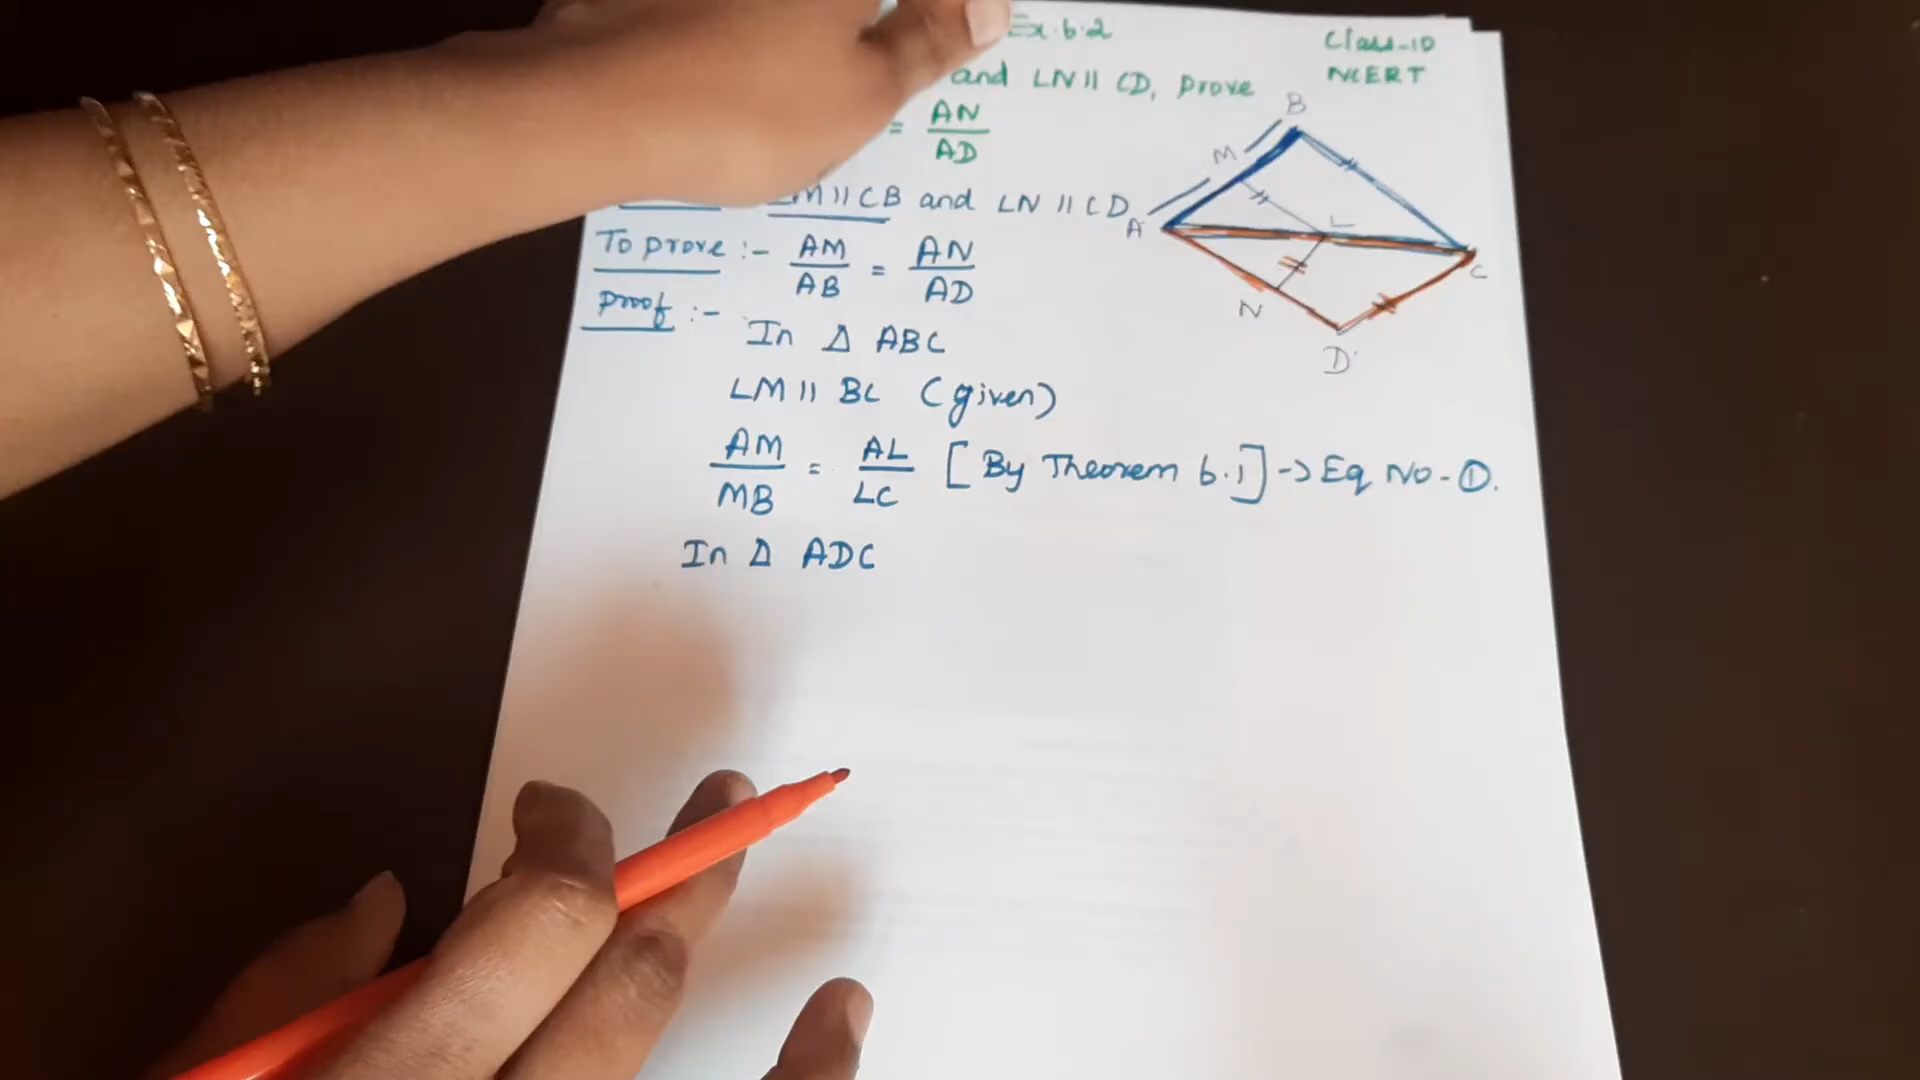 Ex.6.2
Class-10
NCERT
and LN || CD, prove
= AN
AD
LM || CB and LN || CD
To prove :- AM/AB = AN/AD
proof :-
In Δ ABC
LM || BC (given)
AM/MB = AL/LC [By Theorem 6.1] -> Eq No-①.
In Δ ADC
B
M
A
L
C
N
D